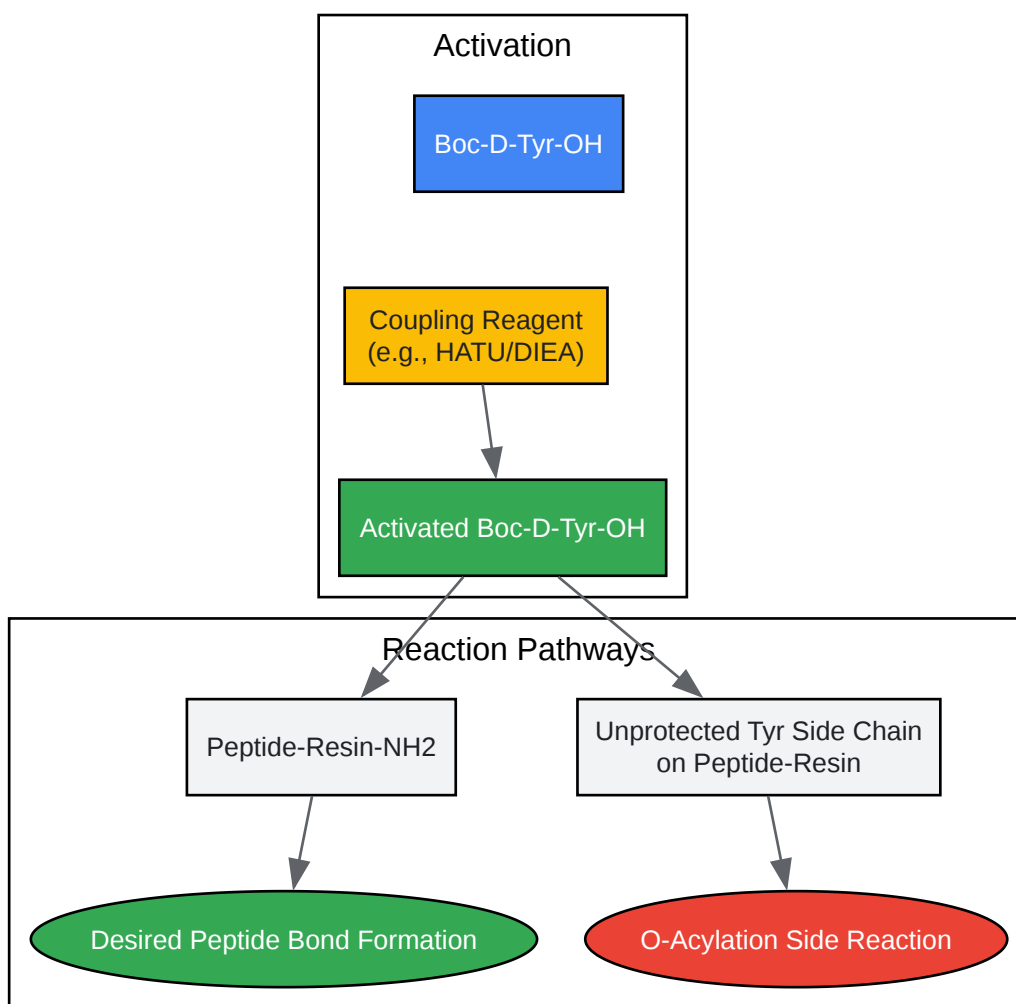 Activation
Boc-D-Tyr-OH
Coupling Reagent
(e.g., HATU/DIEA)
Activated Boc-D-Tyr-OH
Reaction Pathways
Peptide-Resin-NH2
Unprotected Tyr Side Chain
on Peptide-Resin
Desired Peptide Bond Formation
O-Acylation Side Reaction